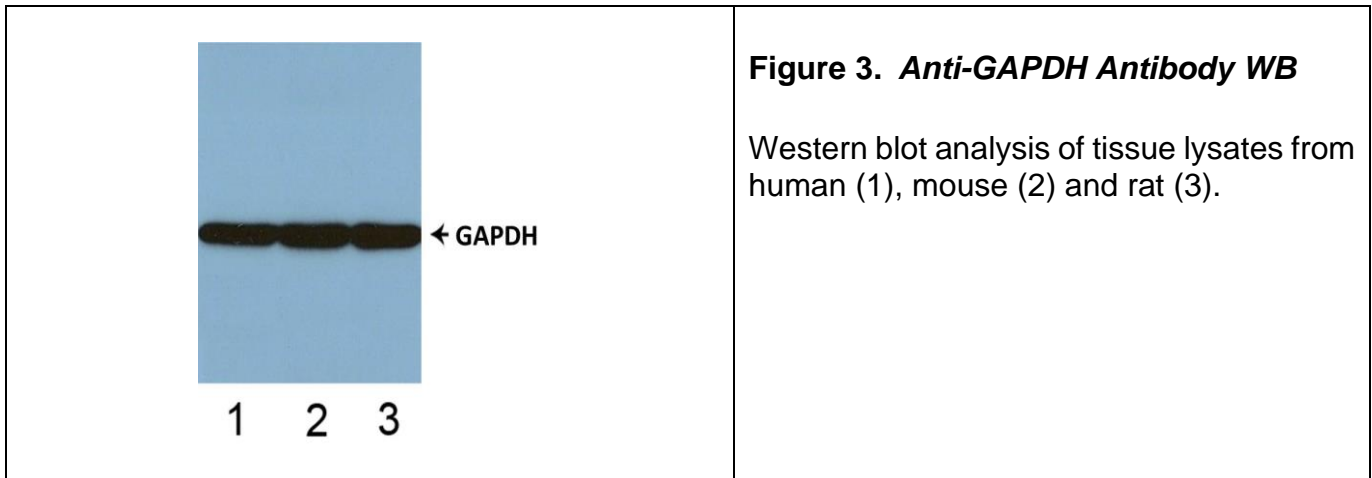 ← GAPDH
1 2 3
Figure 3. Anti-GAPDH Antibody WB
Western blot analysis of tissue lysates from
human (1), mouse (2) and rat (3).